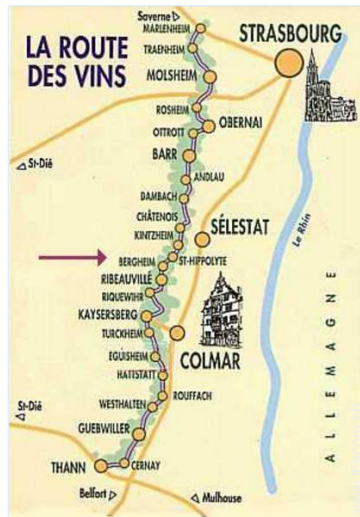 Saverne
MARLENHEIM
STRASBOURG
LA ROUTE
DES VINS
TRAENHEIM
MOLSHEIM
ROSHEIM
OBERNAI
OTTROTT
BARR
St-Dié
ANDLAU
DAMBACH
CHÂTENOIS
SÉLESTAT
KINTZHEIM
Le Rhin
BERGHEIM
ST-HIPPOLYTE
RIBEAUVILLÉ
RIQUEWIHR
KAYSERSBERG
TURCKHEIM
COLMAR
EGUISHEIM
HATTSTATT
ALLEMAGNE
ROUFFACH
WESTHALTEN
St-Dié
GUEBWILLER
THANN
CERNAY
Belfort
Mulhouse